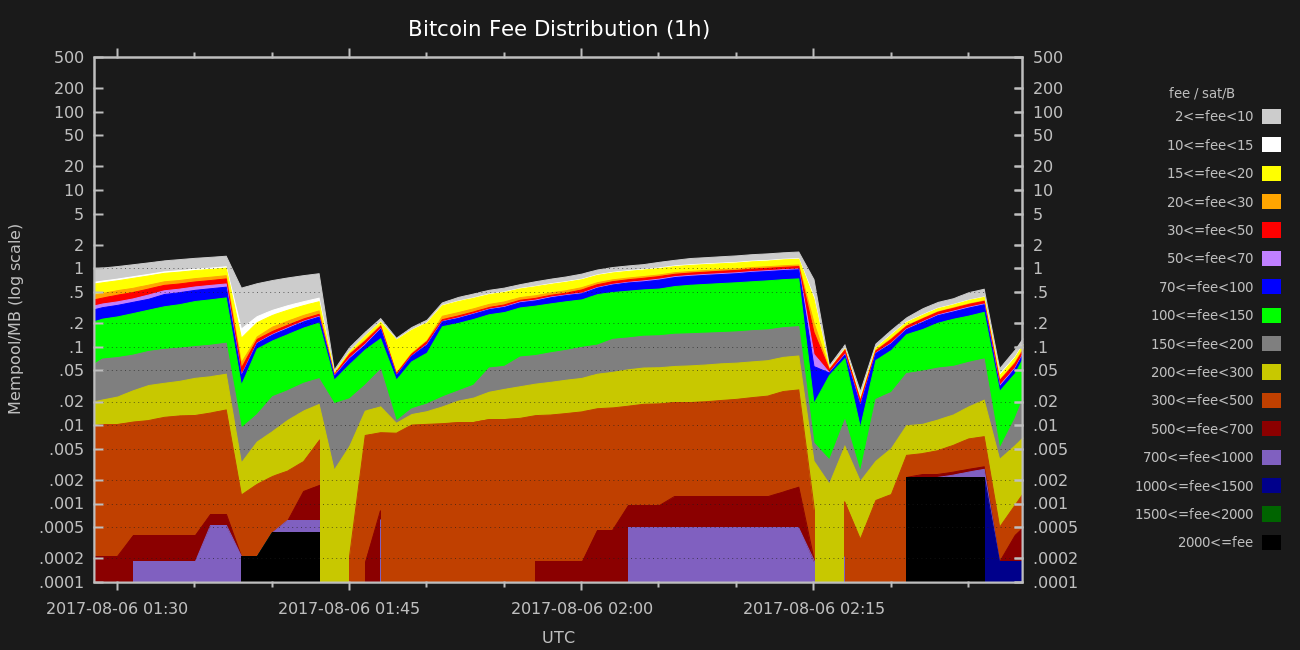 Bitcoin Fee Distribution (1h)
Mempool/MB (log scale)
500
200
100
50
20
10
5
2
1
.5
.2
.1
.05
.02
.01
.005
.002
.001
.0005
.0002
.0001
500
200
100
50
20
10
5
2
1
.5
.2
.1
.05
.02
.01
.005
.002
.001
.0005
.0002
.0001
2017-08-06 01:30
2017-08-06 01:45
2017-08-06 02:00
2017-08-06 02:15
UTC
fee / sat/B
2<=fee<10
10<=fee<15
15<=fee<20
20<=fee<30
30<=fee<50
50<=fee<70
70<=fee<100
100<=fee<150
150<=fee<200
200<=fee<300
300<=fee<500
500<=fee<700
700<=fee<1000
1000<=fee<1500
1500<=fee<2000
2000<=fee